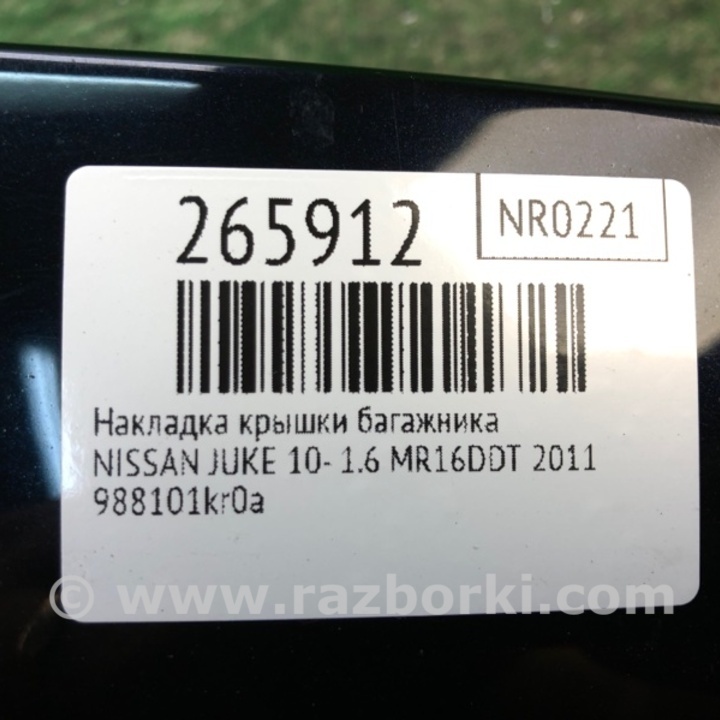 265912
NR0221
Накладка крышки багажника
NISSAN JUKE 10- 1.6 MR16DDT 2011
988101kr0a
© www.razborki.com